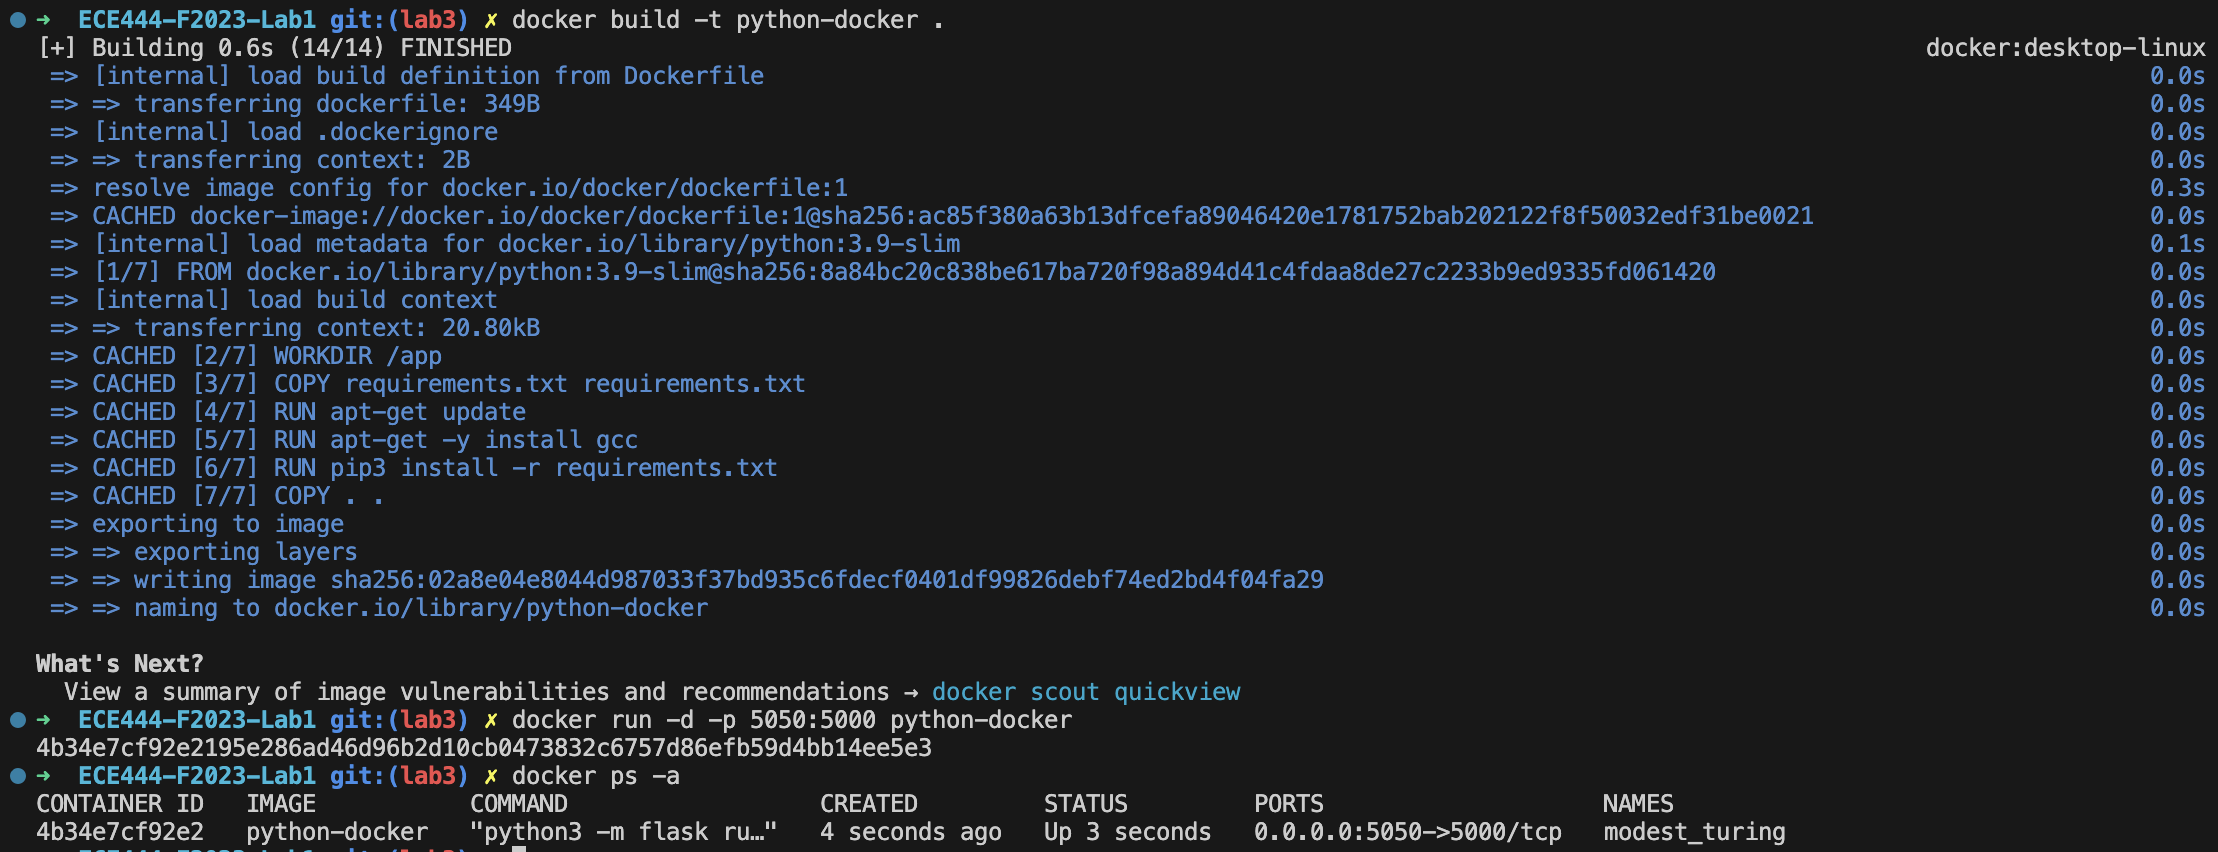 ➜ ECE444-F2023-Lab1 git:(lab3) ✗ docker build -t python-docker .
[+] Building 0.6s (14/14) FINISHED docker:desktop-linux
=> [internal] load build definition from Dockerfile 0.0s
=> => transferring dockerfile: 349B 0.0s
=> [internal] load .dockerignore 0.0s
=> => transferring context: 2B 0.0s
=> resolve image config for docker.io/docker/dockerfile:1 0.3s
=> CACHED docker-image://docker.io/docker/dockerfile:1@sha256:ac85f380a63b13dfcefa89046420e1781752bab202122f8f50032edf31be0021 0.0s
=> [internal] load metadata for docker.io/library/python:3.9-slim 0.1s
=> [1/7] FROM docker.io/library/python:3.9-slim@sha256:8a84bc20c838be617ba720f98a894d41c4fdaa8de27c2233b9ed9335fd061420 0.0s
=> [internal] load build context 0.0s
=> => transferring context: 20.80kB 0.0s
=> CACHED [2/7] WORKDIR /app 0.0s
=> CACHED [3/7] COPY requirements.txt requirements.txt 0.0s
=> CACHED [4/7] RUN apt-get update 0.0s
=> CACHED [5/7] RUN apt-get -y install gcc 0.0s
=> CACHED [6/7] RUN pip3 install -r requirements.txt 0.0s
=> CACHED [7/7] COPY . . 0.0s
=> exporting to image 0.0s
=> => exporting layers 0.0s
=> => writing image sha256:02a8e04e8044d987033f37bd935c6fdecf0401df99826debf74ed2bd4f04fa29 0.0s
=> => naming to docker.io/library/python-docker 0.0s
What's Next?
View a summary of image vulnerabilities and recommendations → docker scout quickview
➜ ECE444-F2023-Lab1 git:(lab3) ✗ docker run -d -p 5050:5000 python-docker
4b34e7cf92e2195e286ad46d96b2d10cb0473832c6757d86efb59d4bb14ee5e3
➜ ECE444-F2023-Lab1 git:(lab3) ✗ docker ps -a
CONTAINER ID IMAGE COMMAND CREATED STATUS PORTS NAMES
4b34e7cf92e2 python-docker "python3 -m flask ru…" 4 seconds ago Up 3 seconds 0.0.0.0:5050->5000/tcp modest_turing